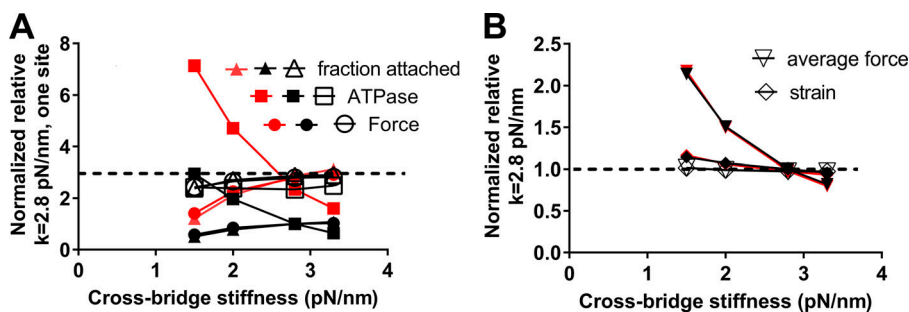 A
Normalized relative
k=2.8 pN/nm, one site
8
6
4
2
0
0
1
2
3
4
fraction attached
ATPase
Force
Cross-bridge stiffness (pN/nm)
B
Normalized relative
k=2.8 pN/nm
2.5
2.0
1.5
1.0
0.5
0.0
0
1
2
3
4
average force
strain
Cross-bridge stiffness (pN/nm)